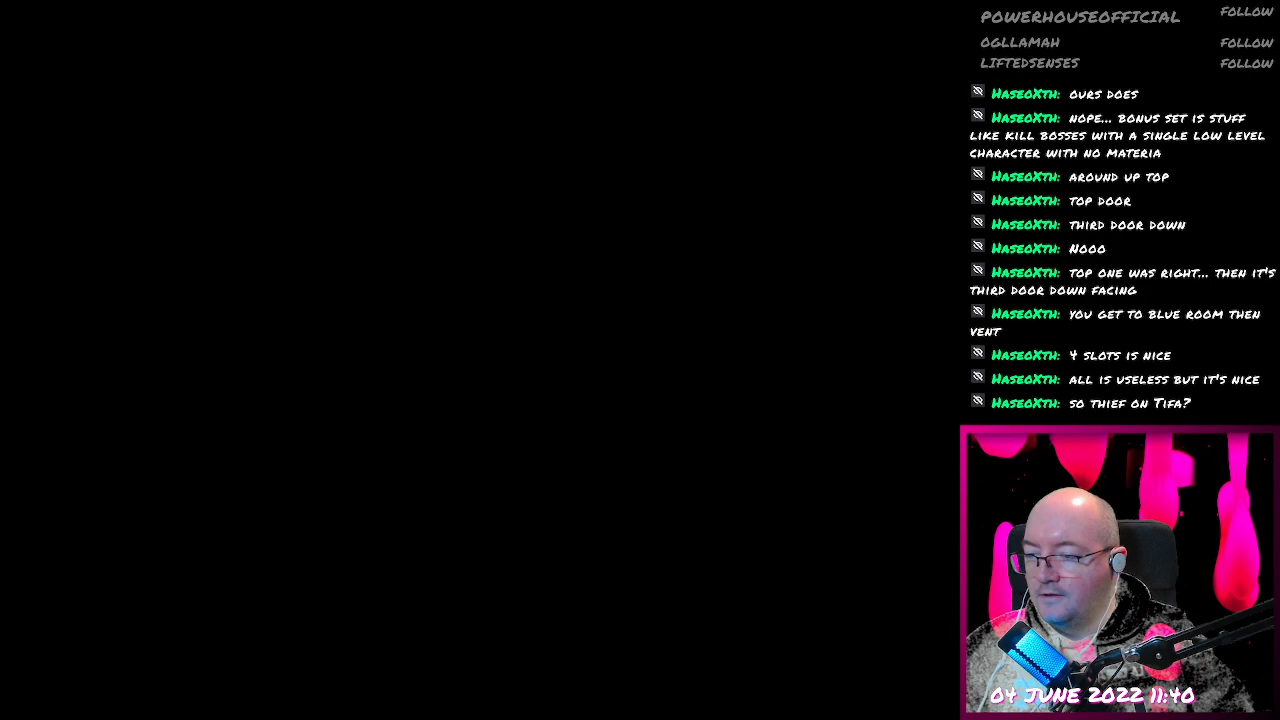 POWERHOUSEOFFICIAL FOLLOW
OGLLAMAH FOLLOW
LIFTEDSENSES FOLLOW
HaseoXth: OURS DOES
HaseoXth: NOPE... BONUS SET IS STUFF
LIKE KILL BOSSES WITH A SINGLE LOW LEVEL
CHARACTER WITH NO MATERIA
HaseoXth: AROUND UP TOP
HaseoXth: TOP DOOR
HaseoXth: THIRD DOOR DOWN
HaseoXth: NOOO
HaseoXth: TOP ONE WAS RIGHT... THEN IT'S
THIRD DOOR DOWN FACING
HaseoXth: YOU GET TO BLUE ROOM THEN
VENT
HaseoXth: 4 SLOTS IS NICE
HaseoXth: ALL IS USELESS BUT IT'S NICE
HaseoXth: SO THIEF ON TIFA?
04 JUNE 2022 11:40